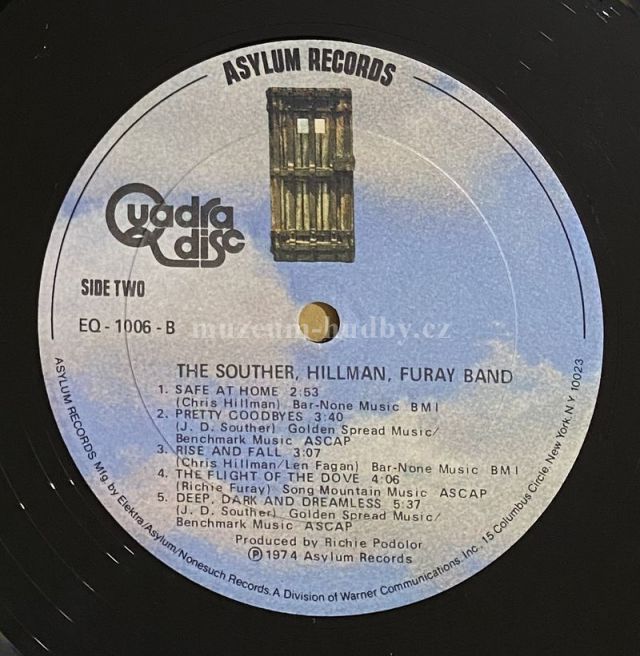 ASYLUM RECORDS
Quadra disc
SIDE TWO
EQ - 1006 - B
muzeum-hudby.cz
THE SOUTHER, HILLMAN, FURAY BAND
1. SAFE AT HOME 2:53
(Chris Hillman) Bar-None Music BMI
2. PRETTY GOODBYES 3:40
(J. D. Souther) Golden Spread Music/
Benchmark Music ASCAP
3. RISE AND FALL 3:07
(Chris Hillman/Len Fagan) Bar-None Music BMI
4. THE FLIGHT OF THE DOVE 4:06
(Richie Furay) Song Mountain Music ASCAP
5. DEEP, DARK AND DREAMLESS 5:37
(J. D. Souther) Golden Spread Music/
Benchmark Music ASCAP
Produced by Richie Podolor
Ⓟ 1974 Asylum Records
ASYLUM RECORDS Mfg. by Elektra/Asylum/Nonesuch Records. A Division of Warner Communications, Inc. 15 Columbus Circle, New York, N.Y. 10023